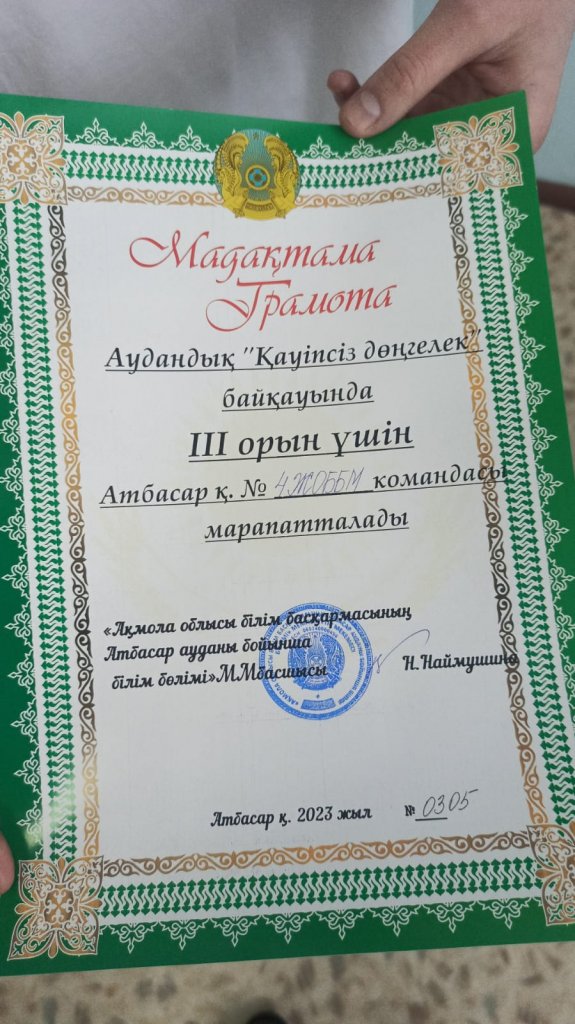 Мадақтама
Грамота
Аудандық "Қауіпсіз дөңгелек"
байқауында
III орын үшін
Атбасар қ. № 4 ЖОББМ командасы
марапатталады
«Ақмола облысы білім басқармасының
Атбасар ауданы бойынша
білім бөлімі»ММбасшысы Н.Наймушина
Атбасар қ. 2023 жыл № 0305